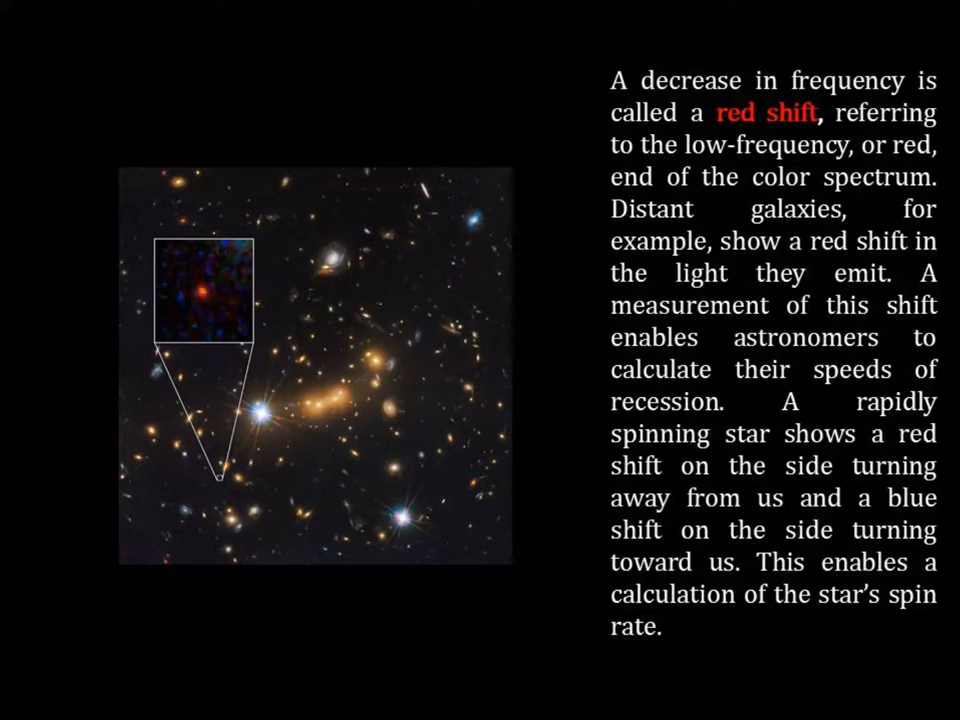 A decrease in frequency is
called a red shift, referring
to the low-frequency, or red,
end of the color spectrum.
Distant galaxies, for
example, show a red shift in
the light they emit. A
measurement of this shift
enables astronomers to
calculate their speeds of
recession. A rapidly
spinning star shows a red
shift on the side turning
away from us and a blue
shift on the side turning
toward us. This enables a
calculation of the star’s spin
rate.